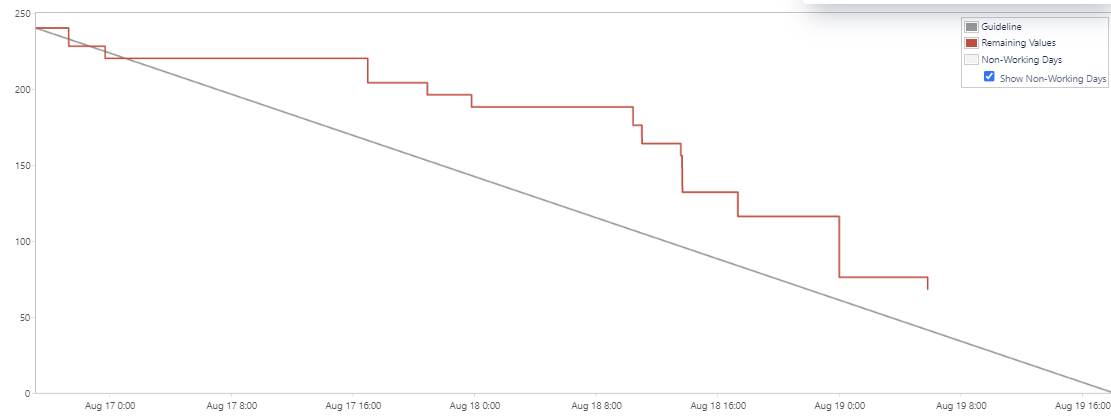 250
200
150
100
50
0
Guideline
Remaining Values
Non-Working Days
Show Non-Working Days
Aug 17 0:00 Aug 17 8:00 Aug 17 16:00 Aug 18 0:00 Aug 18 8:00 Aug 18 16:00 Aug 19 0:00 Aug 19 8:00 Aug 19 16:00